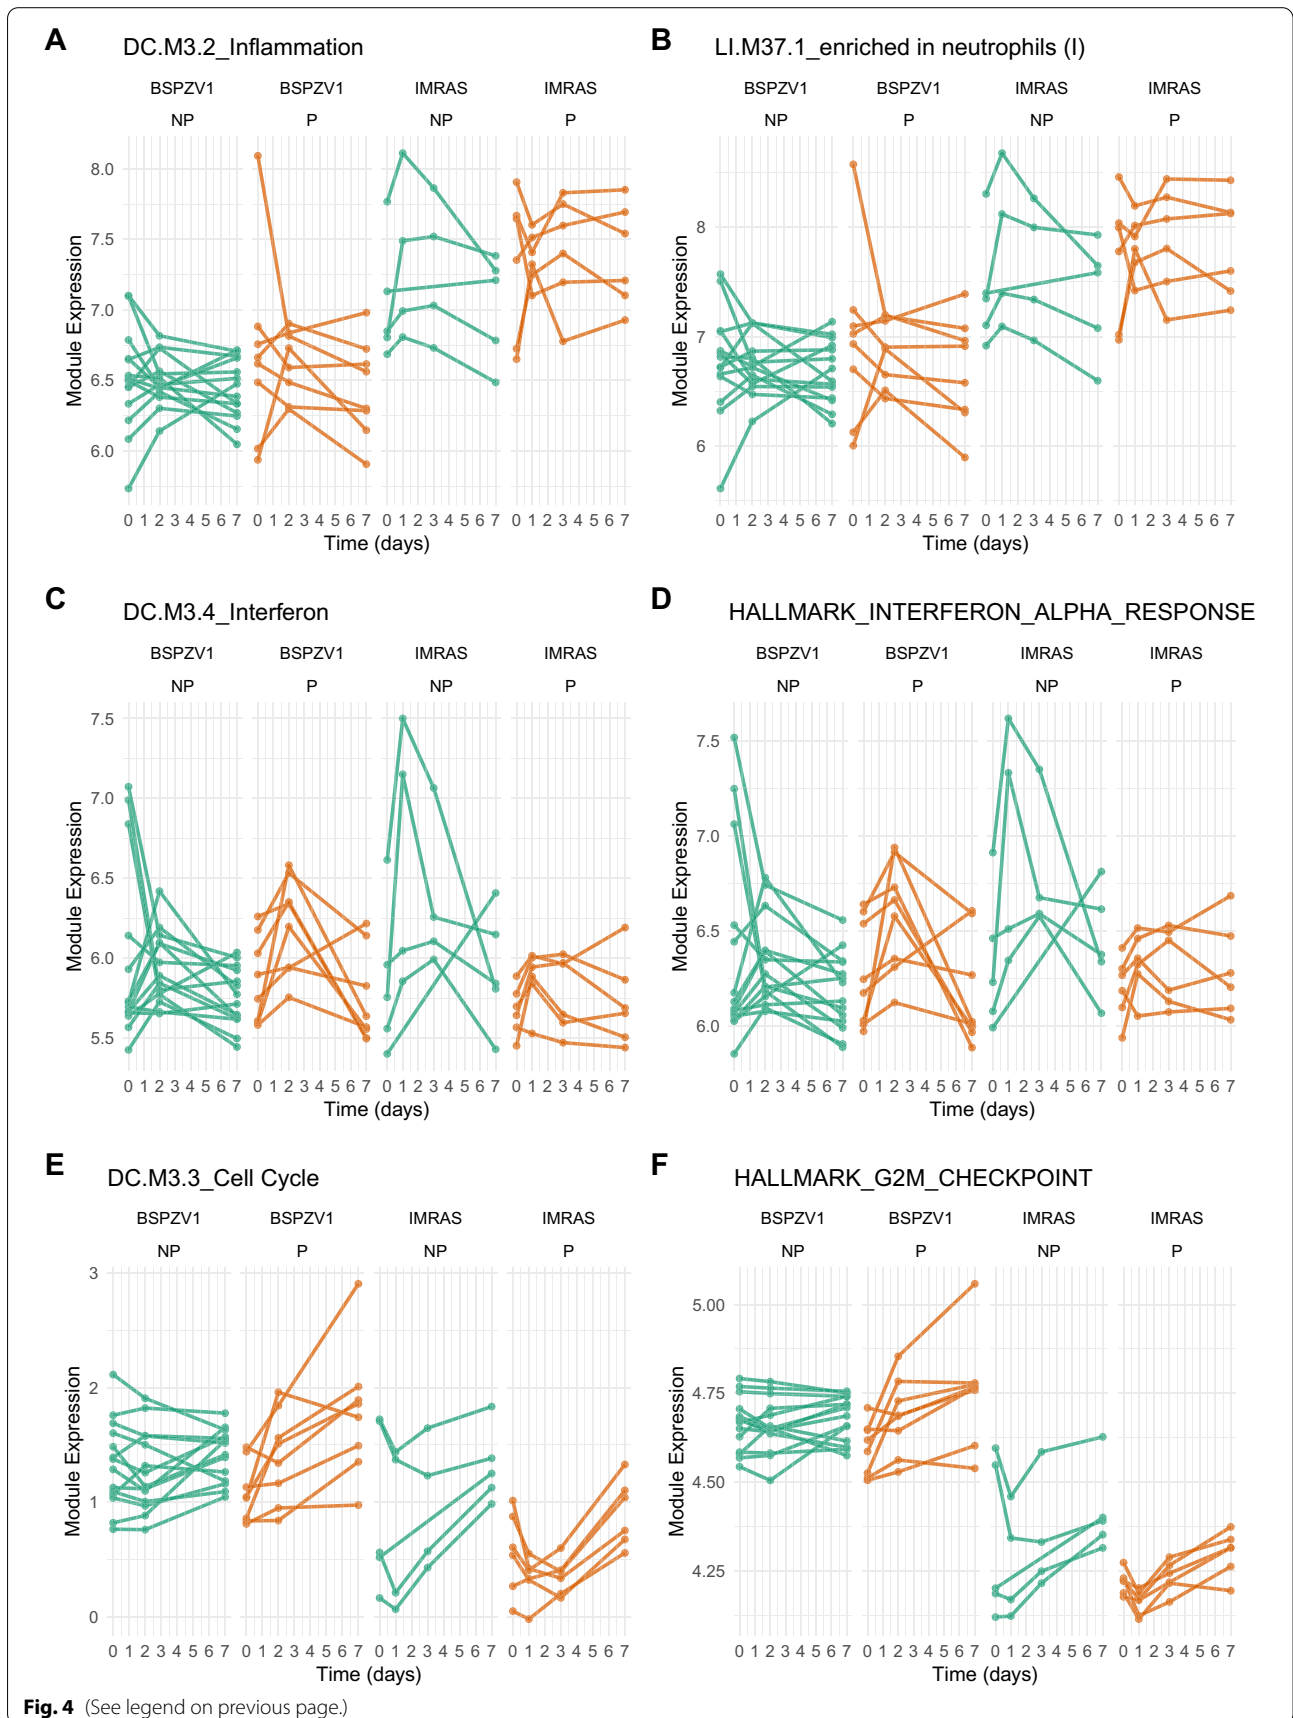 A DC.M3.2_Inflammation
BSPZV1 BSPZV1 IMRAS IMRAS
NP P NP P
8.0
7.5
7.0
6.5
6.0
Module Expression
0 1 2 3 4 5 6 7 0 1 2 3 4 5 6 7 0 1 2 3 4 5 6 7 0 1 2 3 4 5 6 7
Time (days)
B LI.M37.1_enriched in neutrophils (I)
BSPZV1 BSPZV1 IMRAS IMRAS
NP P NP P
8
7
6
Module Expression
0 1 2 3 4 5 6 7 0 1 2 3 4 5 6 7 0 1 2 3 4 5 6 7 0 1 2 3 4 5 6 7
Time (days)
C DC.M3.4_Interferon
BSPZV1 BSPZV1 IMRAS IMRAS
NP P NP P
7.5
7.0
6.5
6.0
5.5
Module Expression
0 1 2 3 4 5 6 7 0 1 2 3 4 5 6 7 0 1 2 3 4 5 6 7 0 1 2 3 4 5 6 7
Time (days)
D HALLMARK_INTERFERON_ALPHA_RESPONSE
BSPZV1 BSPZV1 IMRAS IMRAS
NP P NP P
7.5
7.0
6.5
6.0
Module Expression
0 1 2 3 4 5 6 7 0 1 2 3 4 5 6 7 0 1 2 3 4 5 6 7 0 1 2 3 4 5 6 7
Time (days)
E DC.M3.3_Cell Cycle
BSPZV1 BSPZV1 IMRAS IMRAS
NP P NP P
3
2
1
0
Module Expression
0 1 2 3 4 5 6 7 0 1 2 3 4 5 6 7 0 1 2 3 4 5 6 7 0 1 2 3 4 5 6 7
Time (days)
F HALLMARK_G2M_CHECKPOINT
BSPZV1 BSPZV1 IMRAS IMRAS
NP P NP P
5.00
4.75
4.50
4.25
Module Expression
0 1 2 3 4 5 6 7 0 1 2 3 4 5 6 7 0 1 2 3 4 5 6 7 0 1 2 3 4 5 6 7
Time (days)
Fig. 4 (See legend on previous page.)